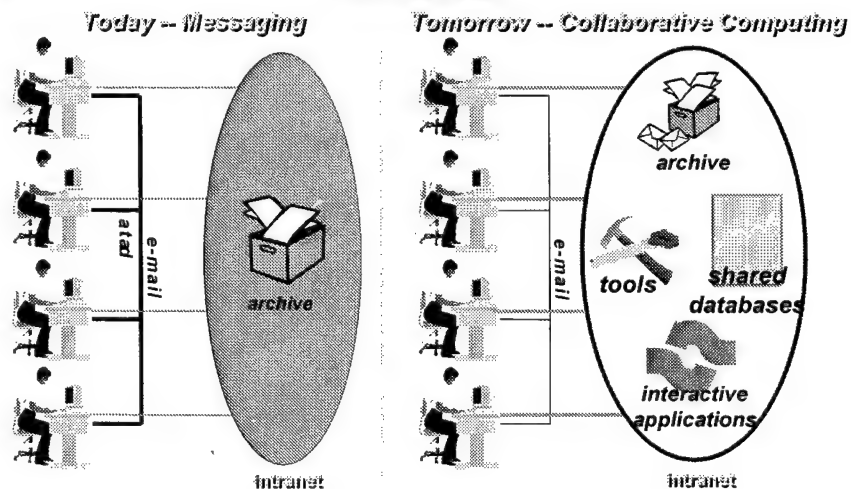 Today -- Messaging
data
e-mail
archive
Intranet
Tomorrow -- Collaborative Computing
e-mail
archive
tools
shared
databases
interactive
applications
Intranet